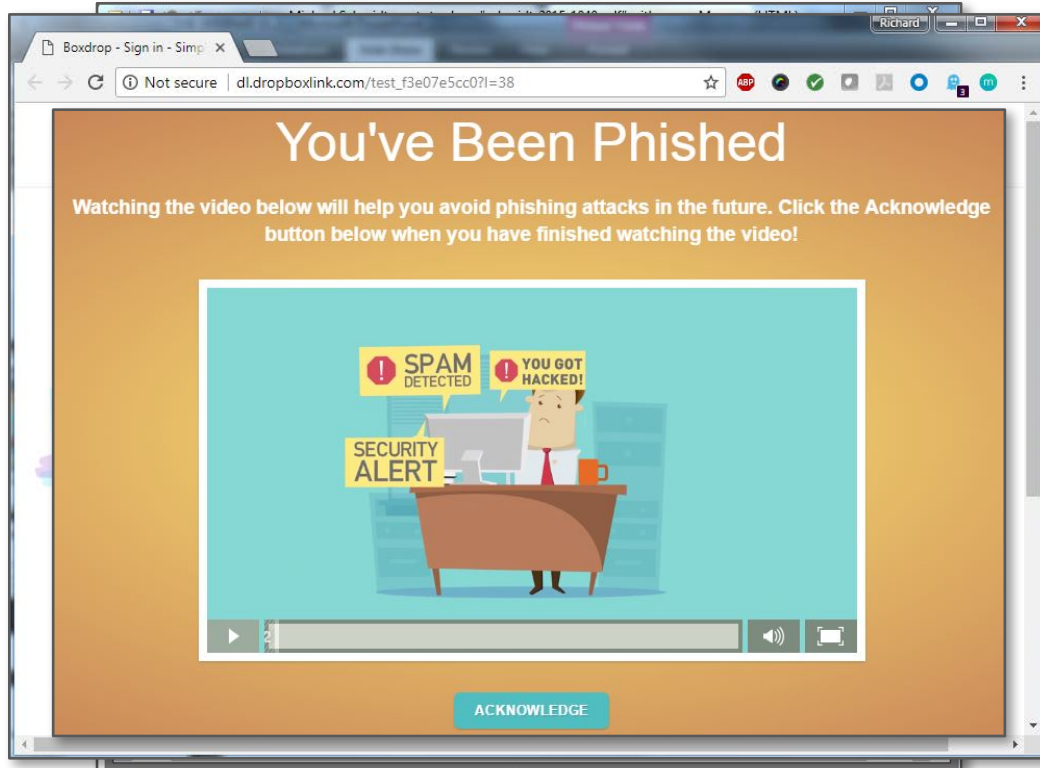 Richard
Boxdrop - Sign in - Simp
Not secure | dl.dropboxlink.com/test_f3e07e5cc0?l=38
ABP
3
m
You've Been Phished
Watching the video below will help you avoid phishing attacks in the future. Click the Acknowledge
button below when you have finished watching the video!
! SPAM
DETECTED
! YOU GOT
HACKED!
SECURITY
ALERT
2
ACKNOWLEDGE